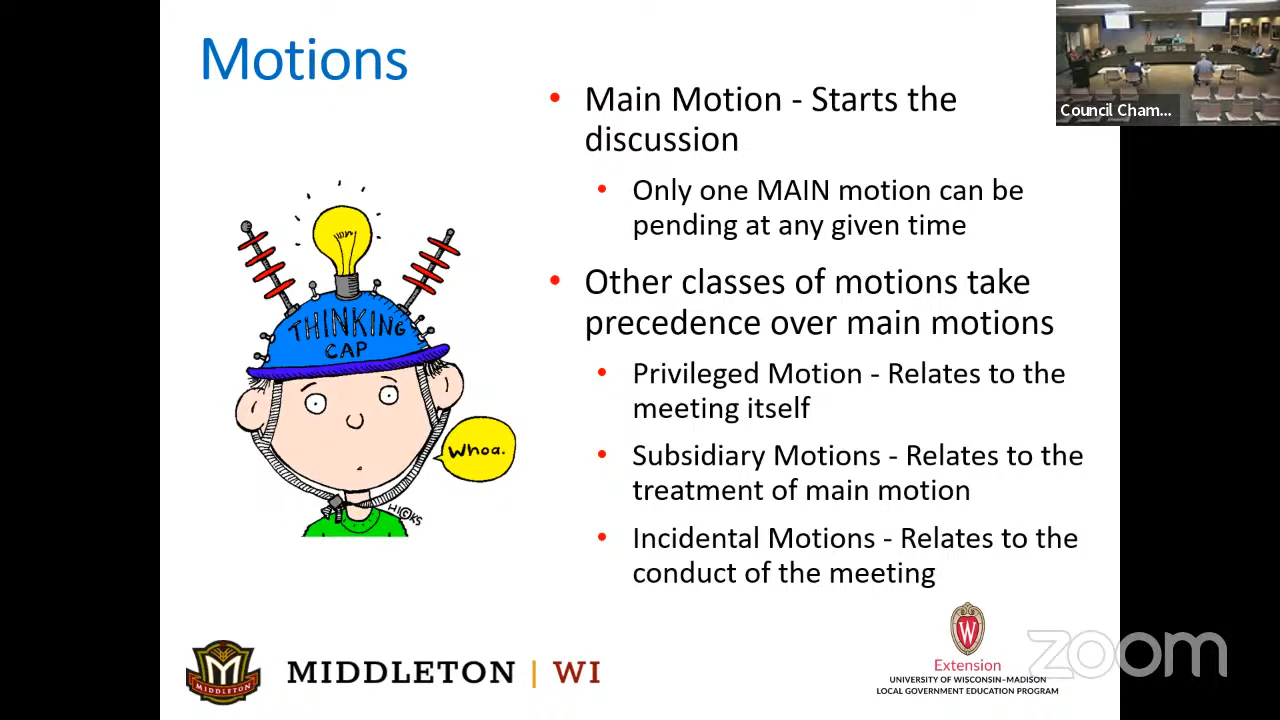 Motions
• Main Motion - Starts the
discussion
• Only one MAIN motion can be
pending at any given time
• Other classes of motions take
precedence over main motions
• Privileged Motion - Relates to the
meeting itself
• Subsidiary Motions - Relates to the
treatment of main motion
• Incidental Motions - Relates to the
conduct of the meeting
THINKING
CAP
Whoa.
HICKS
Council Cham...
M
MIDDLETON
MIDDLETON | WI
W
Extension
UNIVERSITY OF WISCONSIN–MADISON
LOCAL GOVERNMENT EDUCATION PROGRAM
zoom